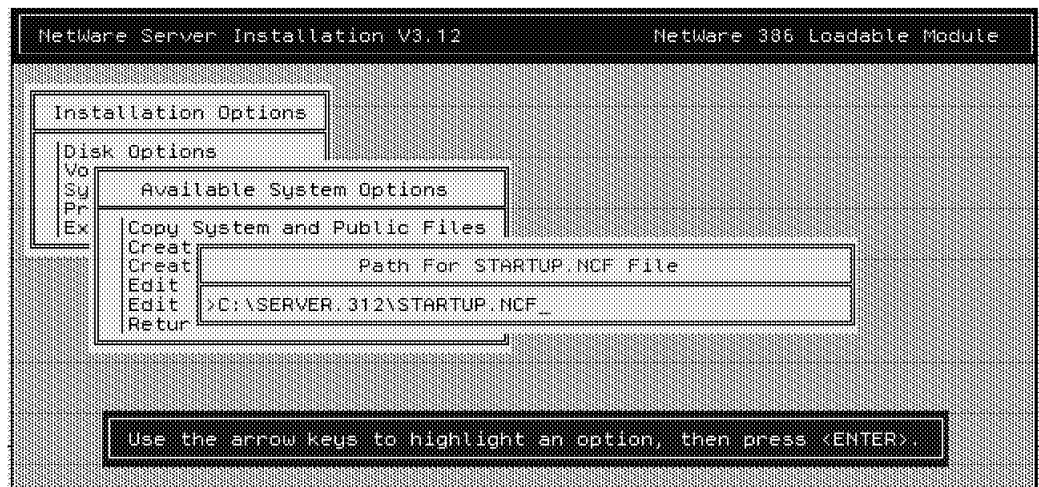 NetWare Server Installation V3.12 NetWare 386 Loadable Module
Installation Options
Disk Options
Vo
Sy
Pr
Ex
Available System Options
Copy System and Public Files
Creat
Creat
Edit
Edit
Retur
Path For STARTUP.NCF File
>C:\SERVER.312\STARTUP.NCF_
Use the arrow keys to highlight an option, then press <ENTER>.